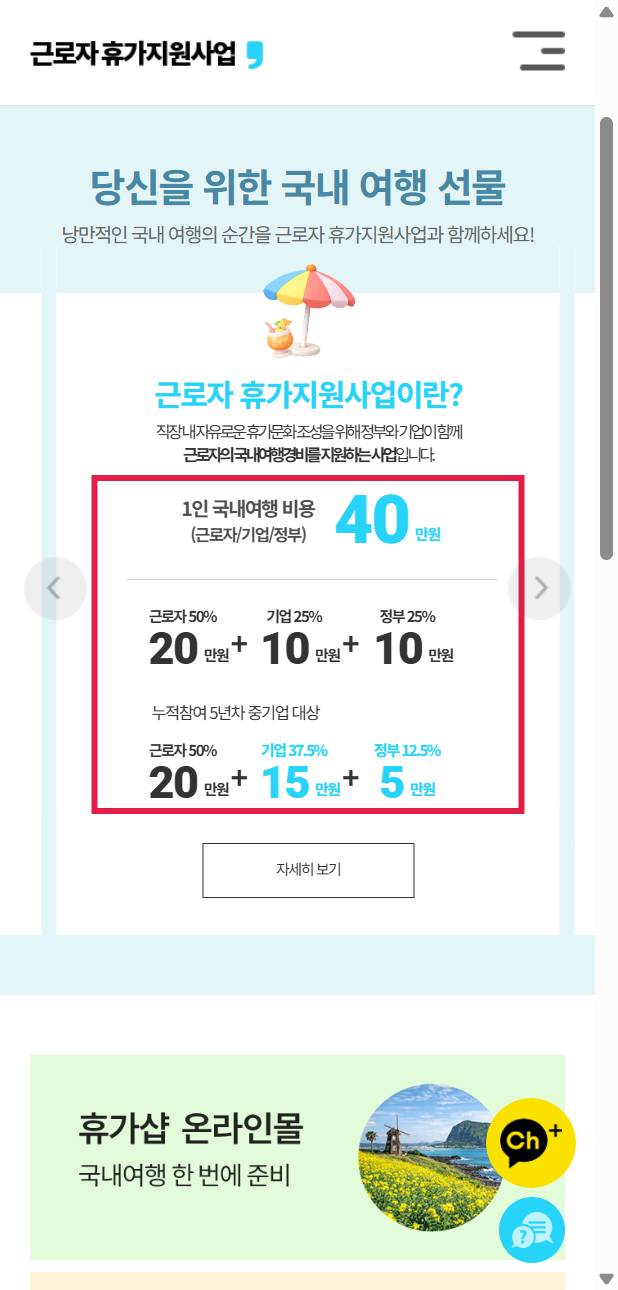 근로자 휴가지원사업
당신을 위한 국내 여행 선물
낭만적인 국내 여행의 순간을 근로자 휴가지원사업과 함께하세요!
근로자 휴가지원사업이란?
직장 내 자유로운 휴가문화 조성을 위해 정부와 기업이 함께
근로자의 국내여행경비를 지원하는 사업입니다.
1인 국내여행 비용
(근로자/기업/정부)
40 만원
근로자 50% 기업 25% 정부 25%
20 만원 + 10 만원 + 10 만원
누적참여 5년차 중기업 대상
근로자 50% 기업 37.5% 정부 12.5%
20 만원 + 15 만원 + 5 만원
자세히 보기
휴가샵 온라인몰
국내여행 한 번에 준비
Ch+
?